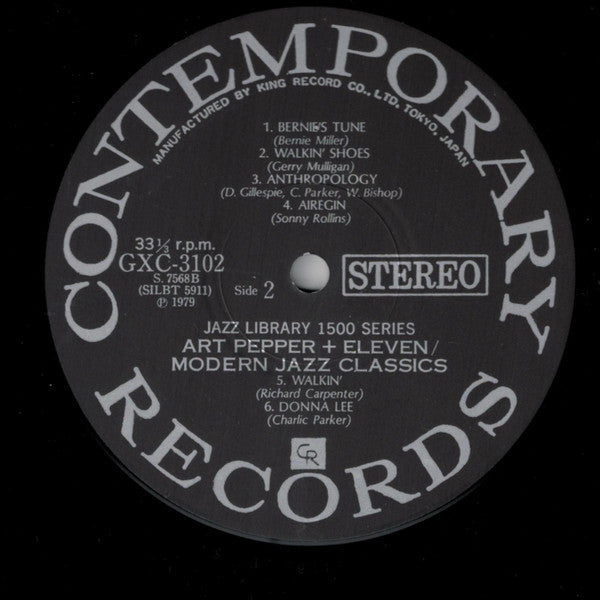 CONTEMPORARY
MANUFACTURED BY KING RECORD CO., LTD. TOKYO, JAPAN
1. BERNIE'S TUNE
(Bernie Miller)
2. WALKIN' SHOES
(Gerry Mulligan)
3. ANTHROPOLOGY
(D. Gillespie, C. Parker, W. Bishop)
4. AIREGIN
(Sonny Rollins)
33⅓ r.p.m.
GXC-3102
S. 7568B
(SILBT 5911)
Ⓟ 1979
Side 2
STEREO
JAZZ LIBRARY 1500 SERIES
ART PEPPER + ELEVEN/
MODERN JAZZ CLASSICS
5. WALKIN'
(Richard Carpenter)
6. DONNA LEE
(Charlic Parker)
CR
RECORDS